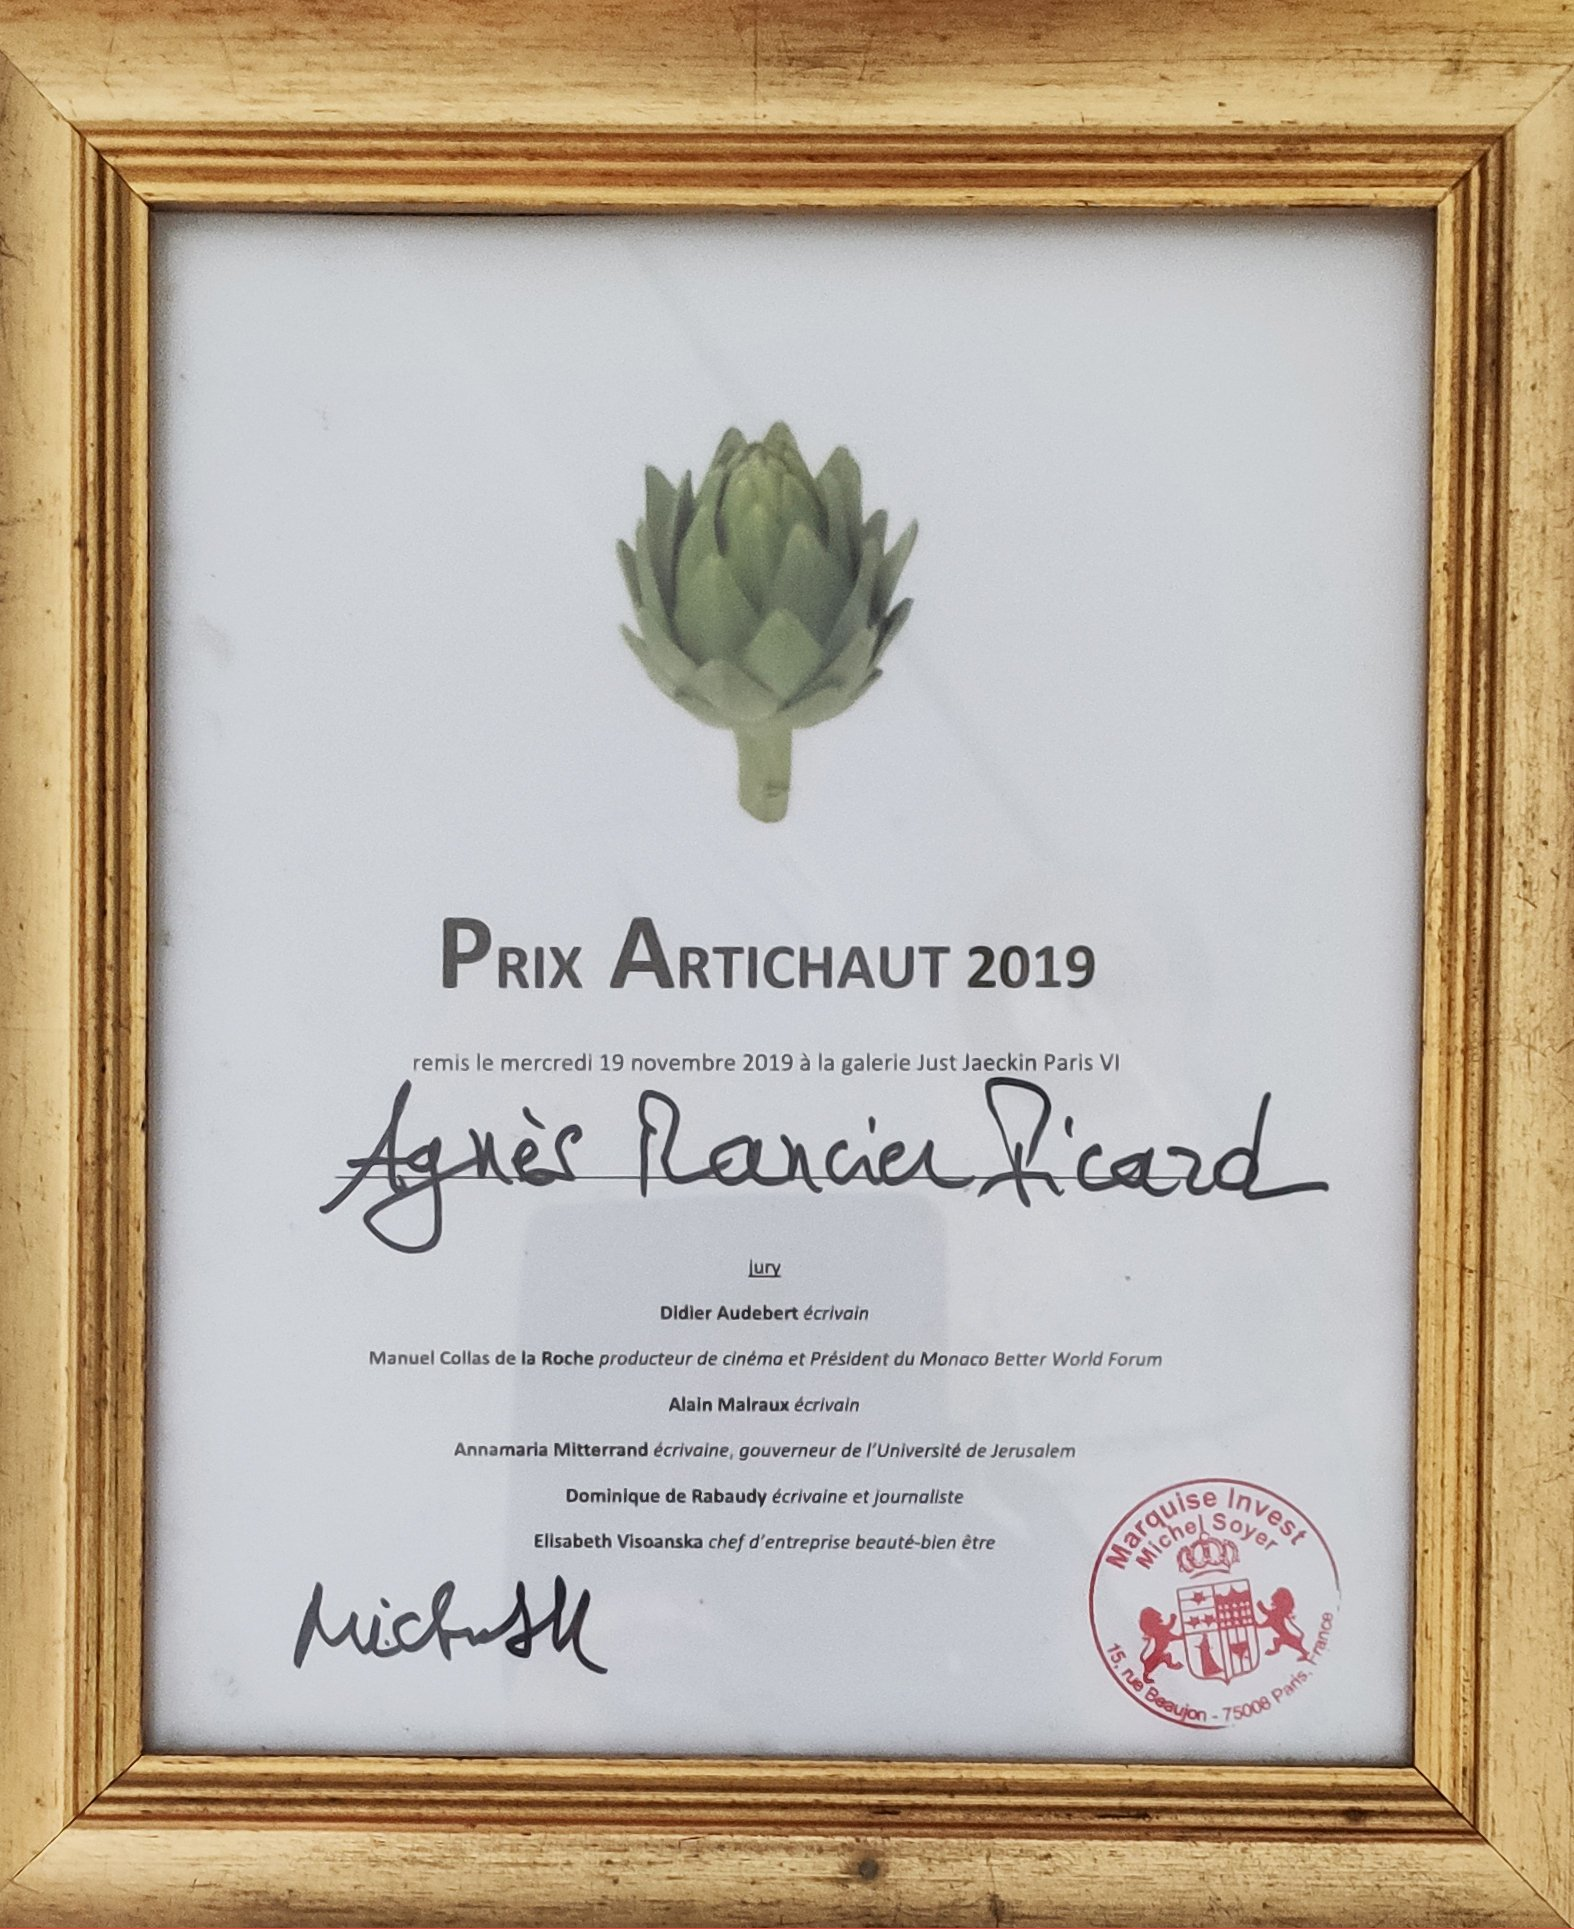 PRIX ARTICHAUT 2019
remis le mercredi 19 novembre 2019 à la galerie Just Jaeckin Paris VI
Agnès Rancier Picard
jury
Didier Audebert écrivain
Manuel Collas de la Roche producteur de cinéma et Président du Monaco Better World Forum
Alain Malraux écrivain
Annamaria Mitterrand écrivaine, gouverneur de l'Université de Jerusalem
Dominique de Rabaudy écrivaine et journaliste
Elisabeth Visoanska chef d'entreprise beauté-bien être
Marquise Invest
Michel Soyer
15, rue Beaujon - 75008 Paris, France